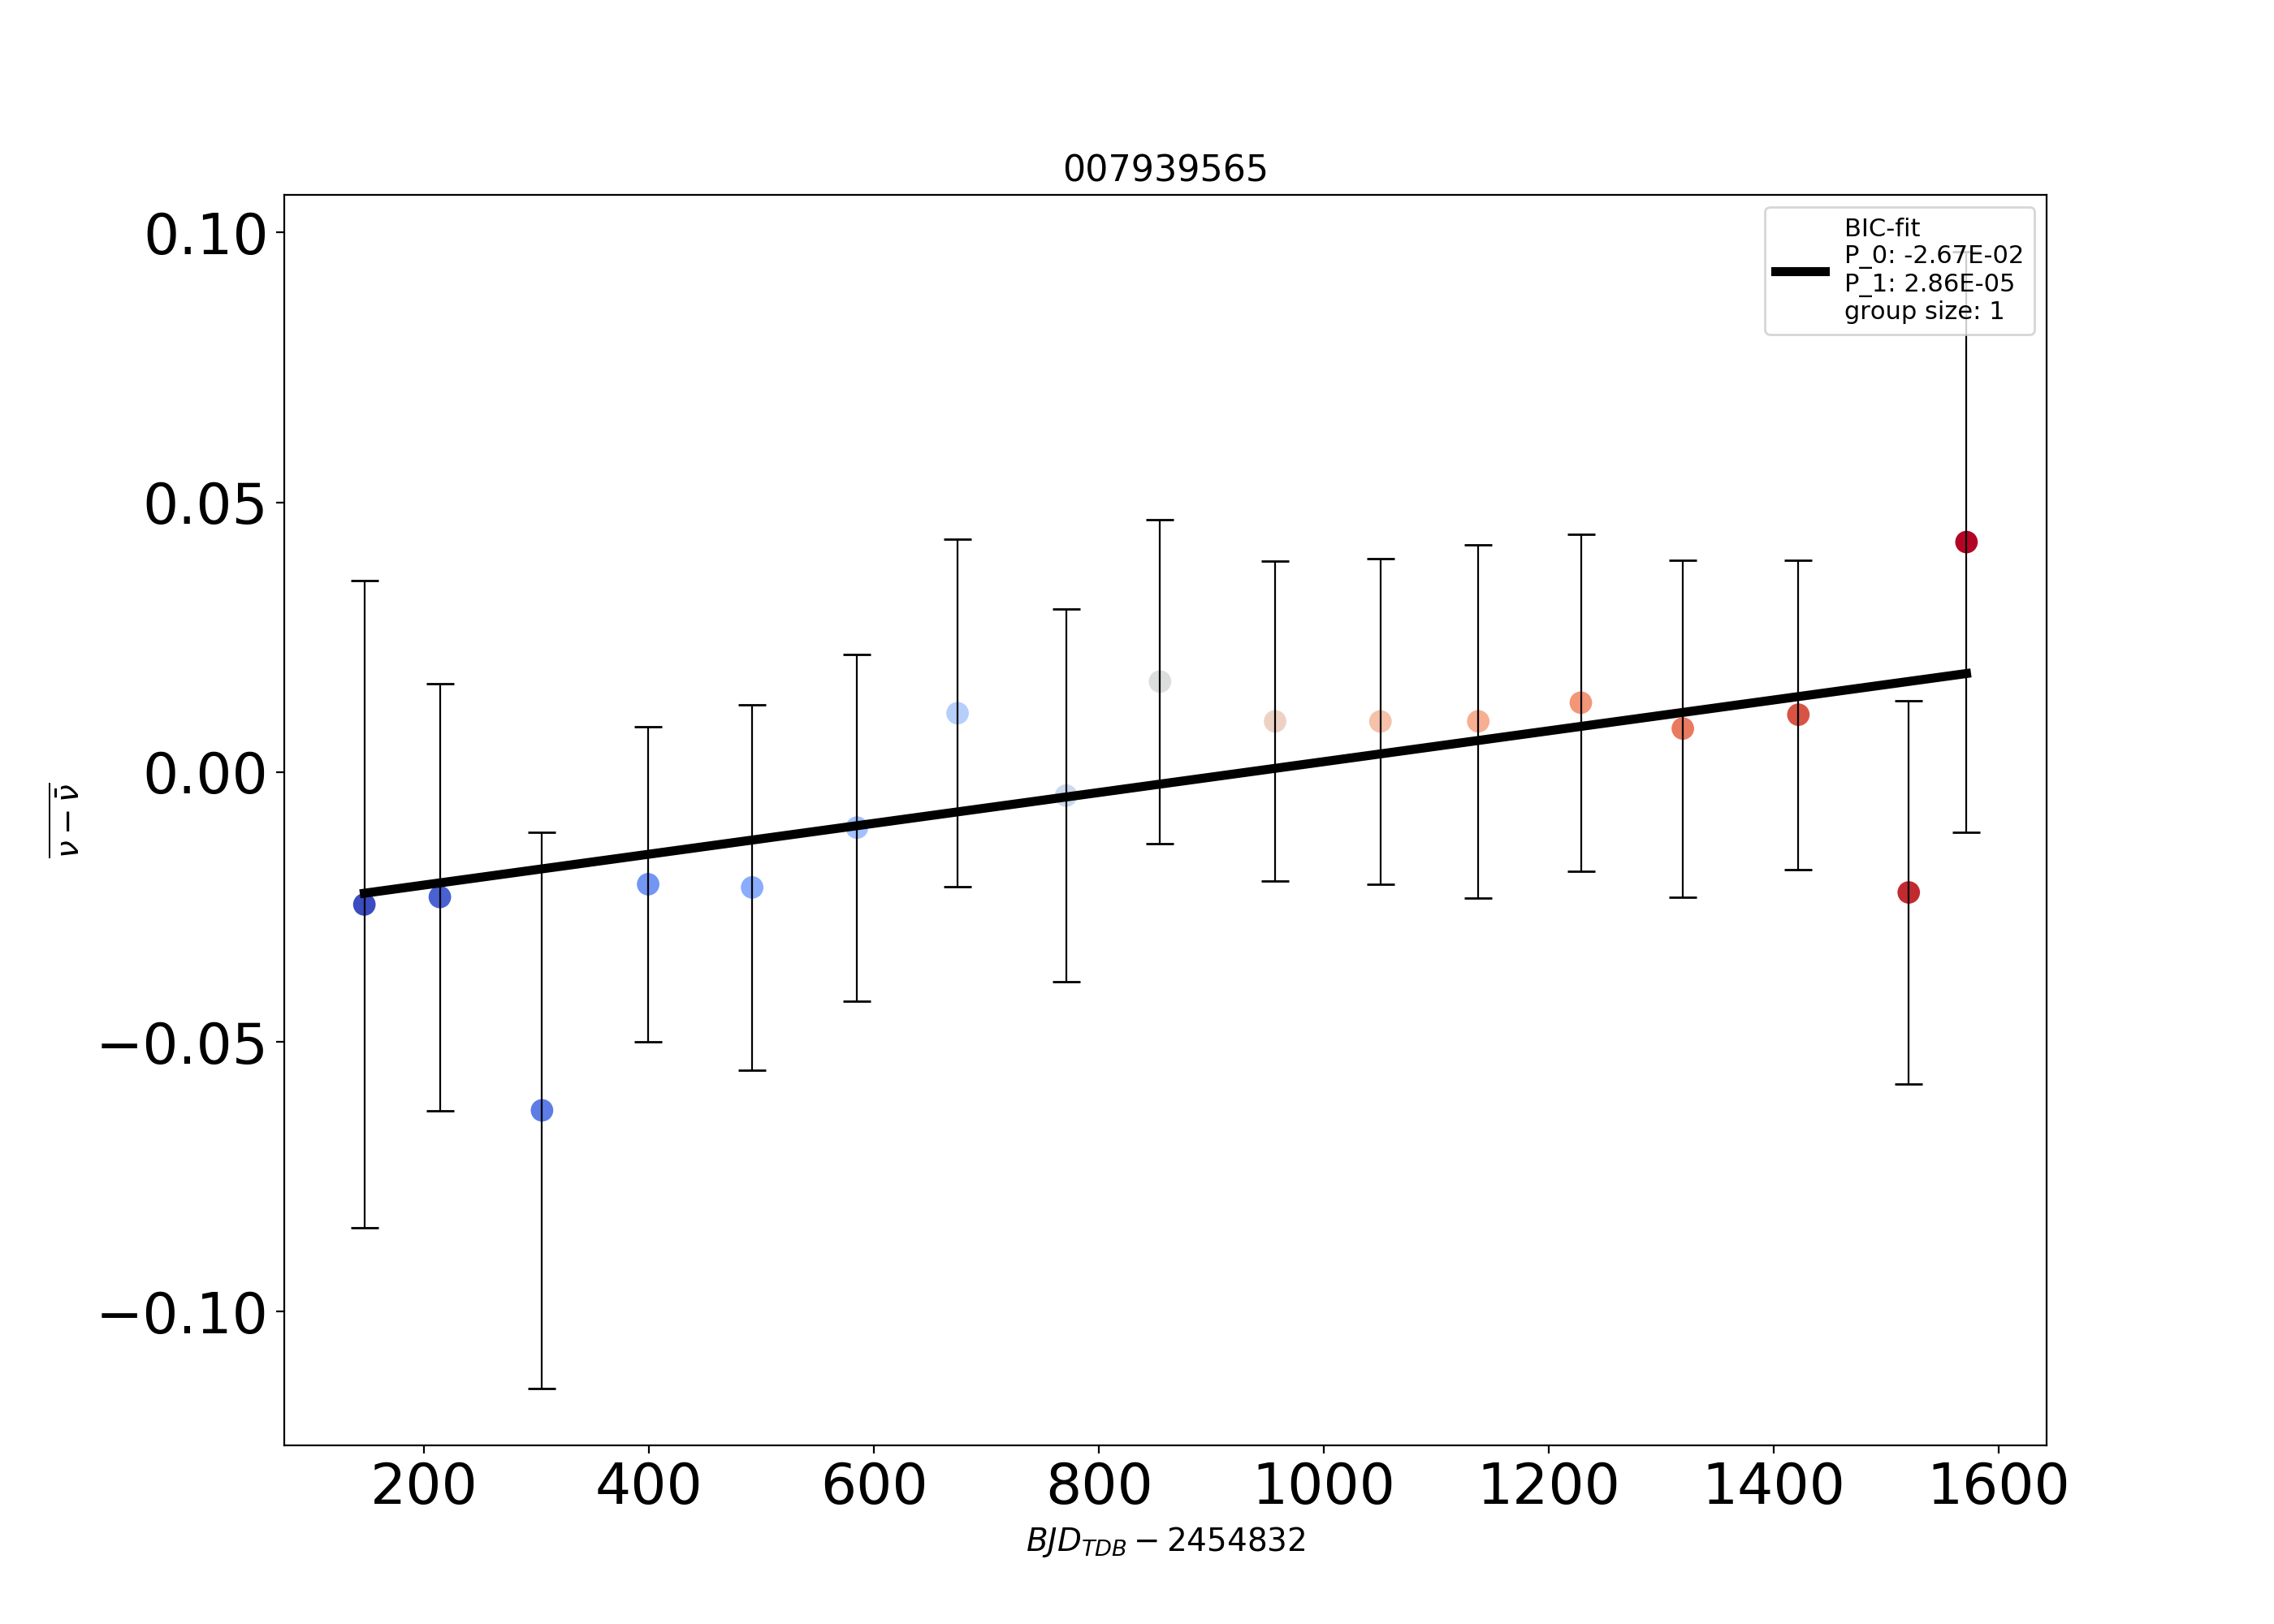 007939565
BIC-fit
P_0: -2.67E-02
P_1: 2.86E-05
group size: 1
0.10
0.05
0.00
−0.05
−0.10
ν − ν̄
200 400 600 800 1000 1200 1400 1600
BJD_TDB − 2454832